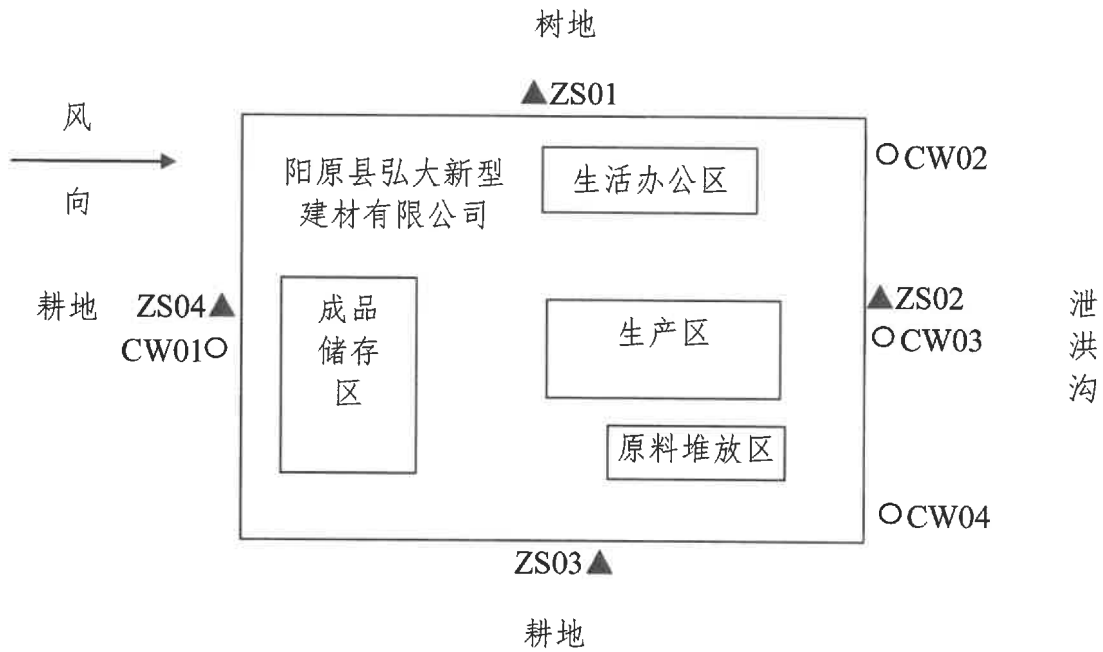 树地
ZS01
风
向
阳原县弘大新型
建材有限公司
生活办公区
CW02
耕地
ZS04
CW01
成品
储存
区
生产区
ZS02
CW03
泄
洪
沟
原料堆放区
CW04
ZS03
耕地